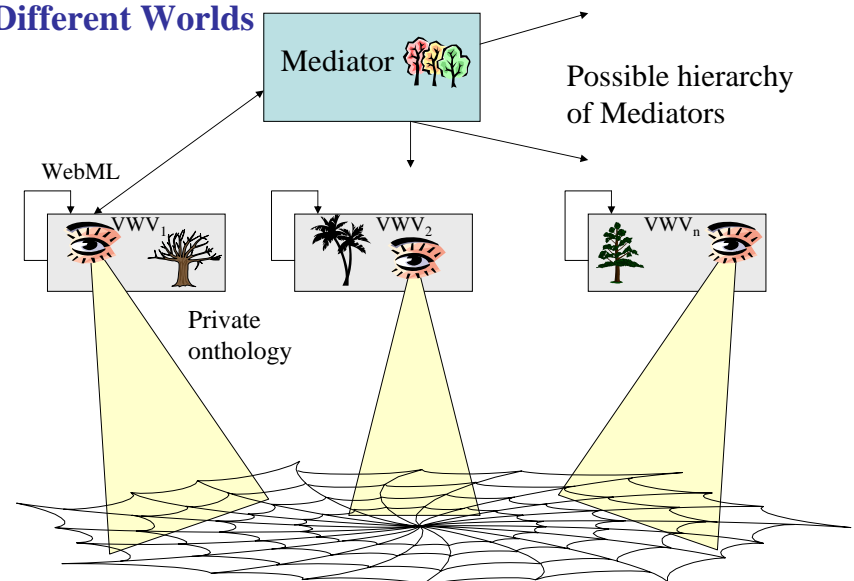 Different Worlds
Mediator
Possible hierarchy
of Mediators
WebML
VWV1
VWV2
VWVn
Private
onthology